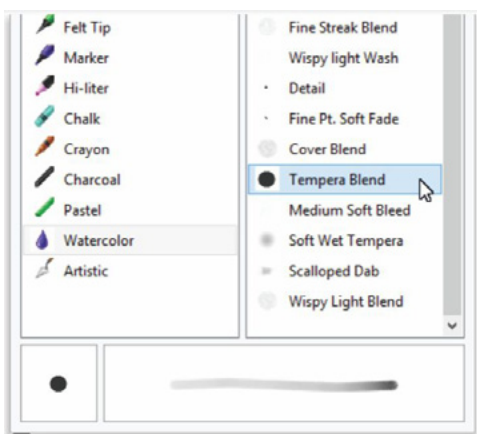 Felt Tip
Marker
Hi-liter
Chalk
Crayon
Charcoal
Pastel
Watercolor
Artistic
Fine Streak Blend
Wispy light Wash
Detail
Fine Pt. Soft Fade
Cover Blend
Tempera Blend
Medium Soft Bleed
Soft Wet Tempera
Scalloped Dab
Wispy Light Blend